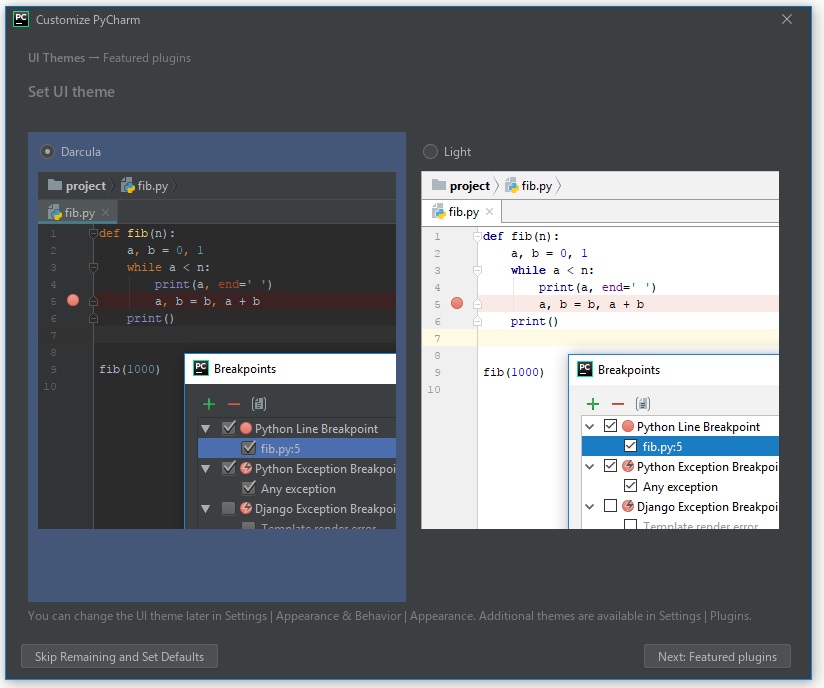 PC Customize PyCharm
UI Themes → Featured plugins
Set UI theme
Darcula
project fib.py
fib.py
1 def fib(n):
2 a, b = 0, 1
3 while a < n:
4 print(a, end=' ')
5 a, b = b, a + b
6 print()
7
8
9 fib(1000)
10
PC Breakpoints
Python Line Breakpoint
fib.py:5
Python Exception Breakpoi
Any exception
Django Exception Breakpoi
Template render error
Light
project fib.py
fib.py
1 def fib(n):
2 a, b = 0, 1
3 while a < n:
4 print(a, end=' ')
5 a, b = b, a + b
6 print()
7
8
9 fib(1000)
10
PC Breakpoints
Python Line Breakpoint
fib.py:5
Python Exception Breakpoi
Any exception
Django Exception Breakpoi
Template render error
You can change the UI theme later in Settings | Appearance & Behavior | Appearance. Additional themes are available in Settings | Plugins.
Skip Remaining and Set Defaults
Next: Featured plugins